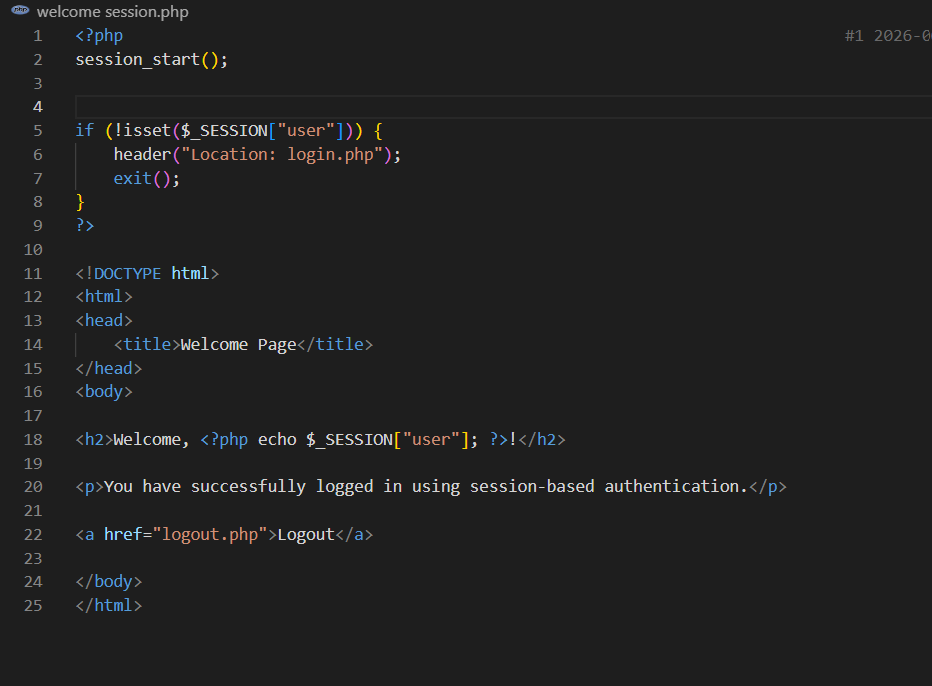 php welcome session.php
1 <?php #1 2026-0
2 session_start();
3
4
5 if (!isset($_SESSION["user"])) {
6     header("Location: login.php");
7     exit();
8 }
9 ?>
10
11 <!DOCTYPE html>
12 <html>
13 <head>
14     <title>Welcome Page</title>
15 </head>
16 <body>
17
18 <h2>Welcome, <?php echo $_SESSION["user"]; ?>!</h2>
19
20 <p>You have successfully logged in using session-based authentication.</p>
21
22 <a href="logout.php">Logout</a>
23
24 </body>
25 </html>